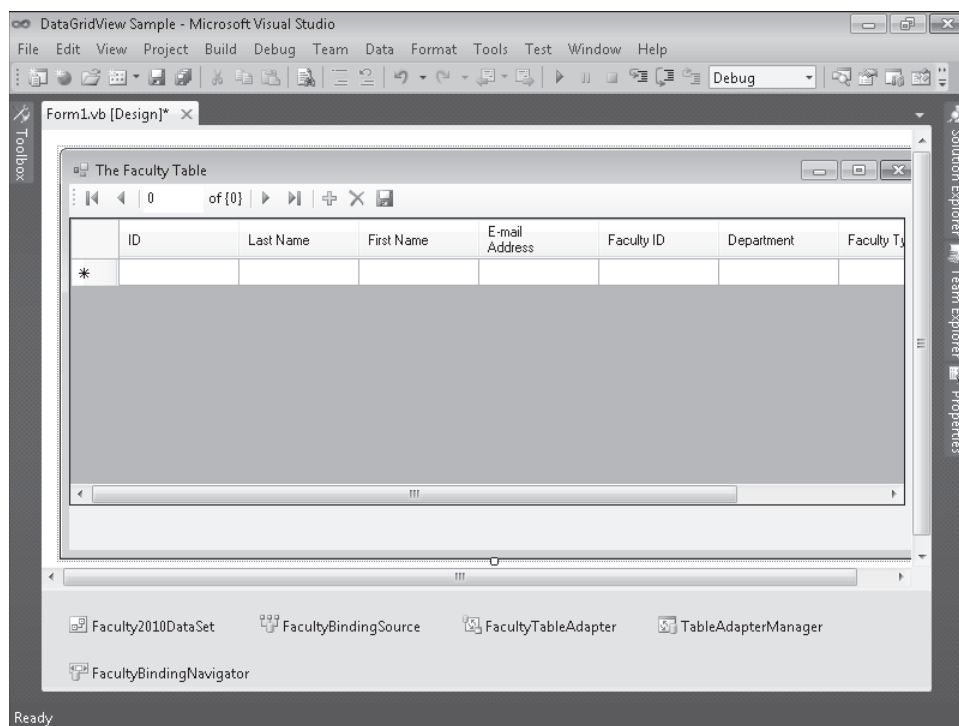 DataGridView Sample - Microsoft Visual Studio
File Edit View Project Build Debug Team Data Format Tools Test Window Help
Debug
Form1.vb [Design]*
Toolbox
Solution Explorer
Team Explorer
Properties
The Faculty Table
0 of {0}
ID Last Name First Name E-mail Address Faculty ID Department Faculty Ty
Faculty2010DataSet FacultyBindingSource FacultyTableAdapter TableAdapterManager
FacultyBindingNavigator
Ready